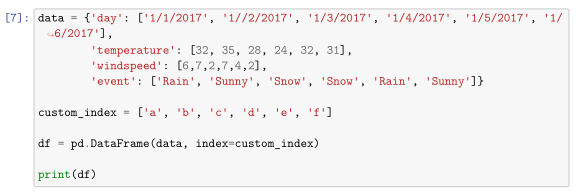 [7]: data = {'day': ['1/1/2017', '1//2/2017', '1/3/2017', '1/4/2017', '1/5/2017', '1/
↪6/2017'],
'temperature': [32, 35, 28, 24, 32, 31],
'windspeed': [6,7,2,7,4,2],
'event': ['Rain', 'Sunny', 'Snow', 'Snow', 'Rain', 'Sunny']}
custom_index = ['a', 'b', 'c', 'd', 'e', 'f']
df = pd.DataFrame(data, index=custom_index)
print(df)